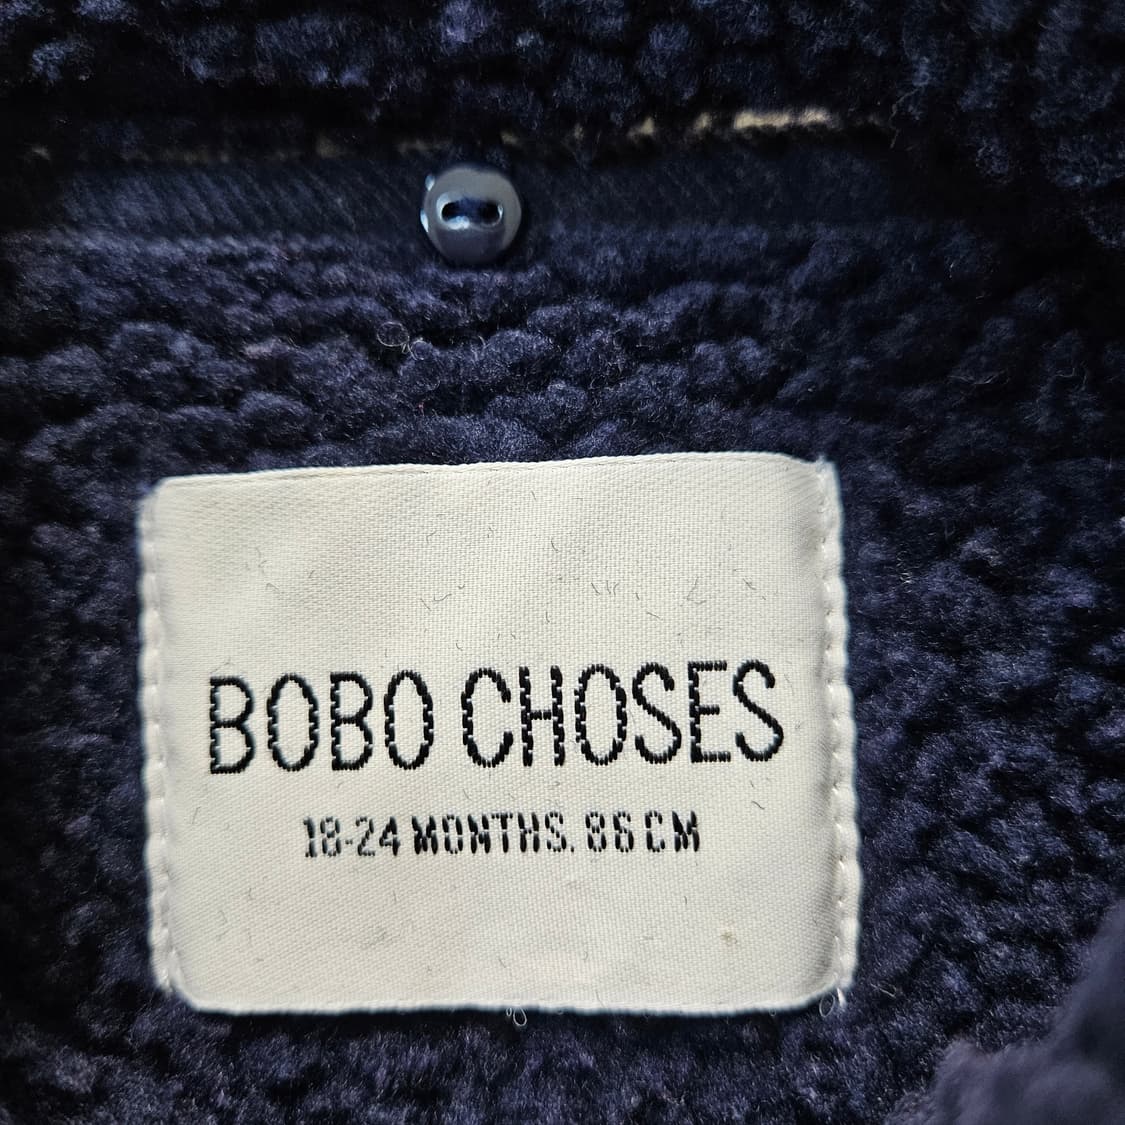 BOBO CHOSES
18-24 MONTHS. 86 CM